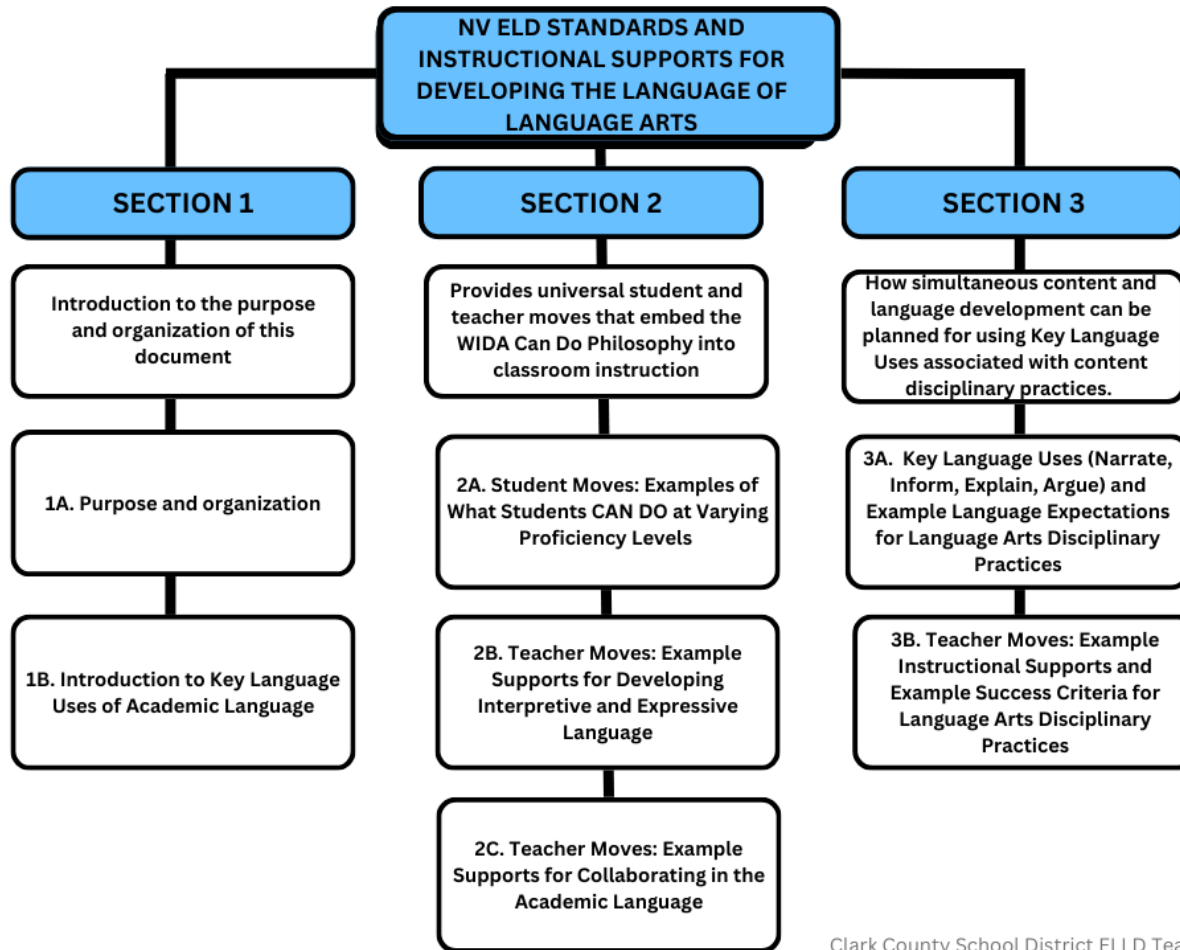 NV ELD STANDARDS AND
INSTRUCTIONAL SUPPORTS FOR
DEVELOPING THE LANGUAGE OF
LANGUAGE ARTS
SECTION 1
Introduction to the purpose
and organization of this
document
1A. Purpose and organization
1B. Introduction to Key Language
Uses of Academic Language
SECTION 2
Provides universal student and
teacher moves that embed the
WIDA Can Do Philosophy into
classroom instruction
2A. Student Moves: Examples of
What Students CAN DO at Varying
Proficiency Levels
2B. Teacher Moves: Example
Supports for Developing
Interpretive and Expressive
Language
2C. Teacher Moves: Example
Supports for Collaborating in the
Academic Language
SECTION 3
How simultaneous content and
language development can be
planned for using Key Language
Uses associated with content
disciplinary practices.
3A. Key Language Uses (Narrate,
Inform, Explain, Argue) and
Example Language Expectations
for Language Arts Disciplinary
Practices
3B. Teacher Moves: Example
Instructional Supports and
Example Success Criteria for
Language Arts Disciplinary
Practices
Clark County School District ELLD